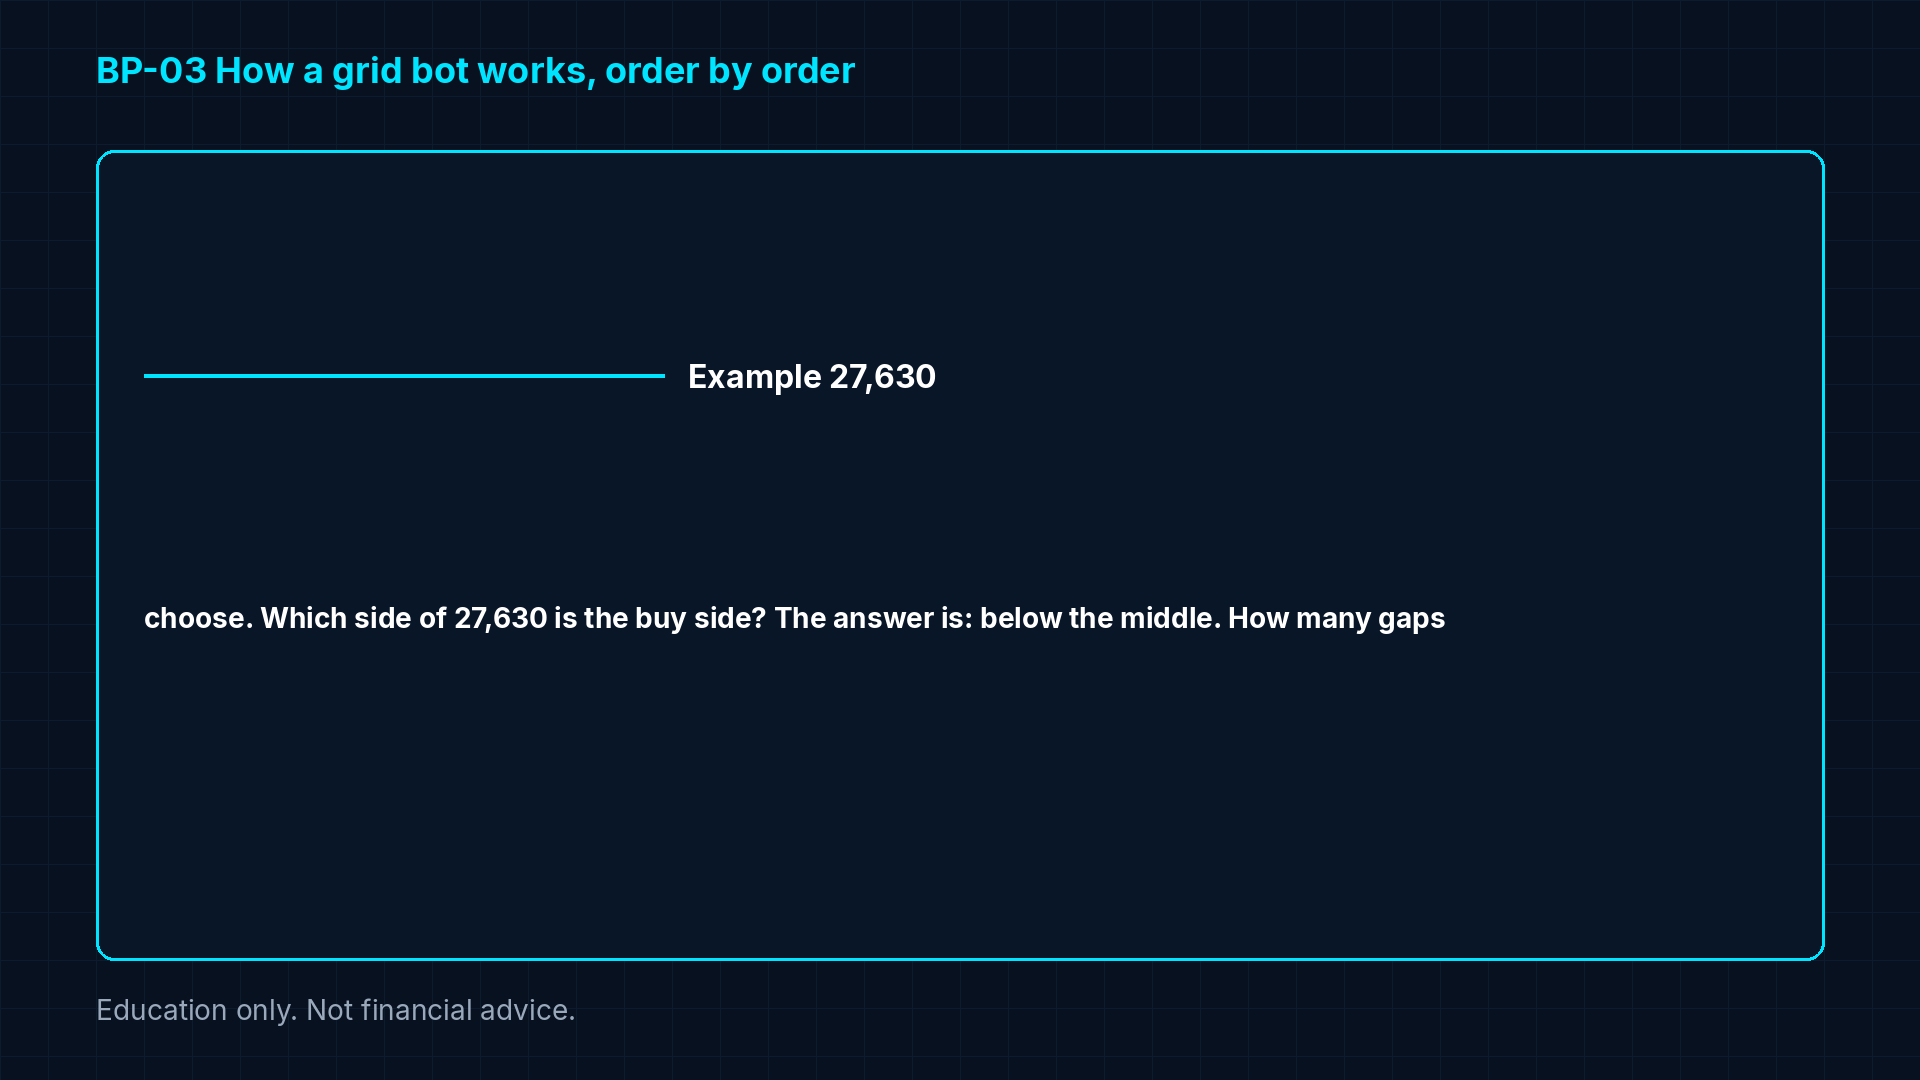 BP-03 How a grid bot works, order by order
Example 27,630
choose. Which side of 27,630 is the buy side? The answer is: below the middle. How many gaps
Education only. Not financial advice.